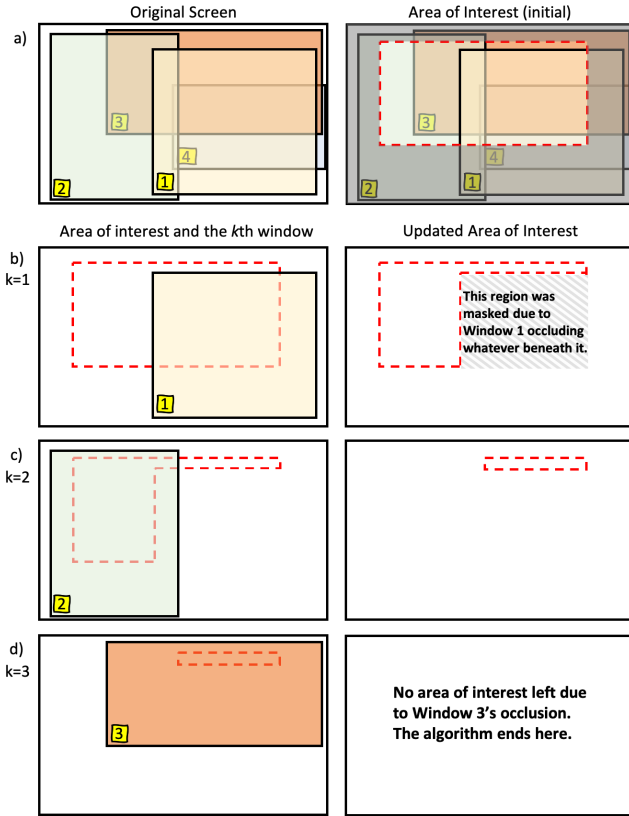 Original Screen
Area of Interest (initial)
a)
3
4
2
1
3
4
2
1
Area of interest and the kth window
Updated Area of Interest
b)
k=1
1
This region was
masked due to
Window 1 occluding
whatever beneath it.
c)
k=2
2
d)
k=3
3
No area of interest left due
to Window 3's occlusion.
The algorithm ends here.